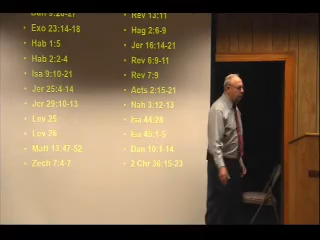 Dan 9:26-27
Exo 23:14-18
Hab 1:5
Hab 2:2-4
Isa 9:10-21
Jer 25:4-14
Jer 29:10-13
Lev 25
Lev 26
Matt 13:47-52
Zech 7:4-7
Rev 13:11
Hag 2:6-9
Jer 16:14-21
Rev 6:9-11
Rev 7:9
Acts 2:15-21
Nah 3:12-13
Isa 44:28
Isa 45:1-5
Dan 10:1-14
2 Chr 36:15-23